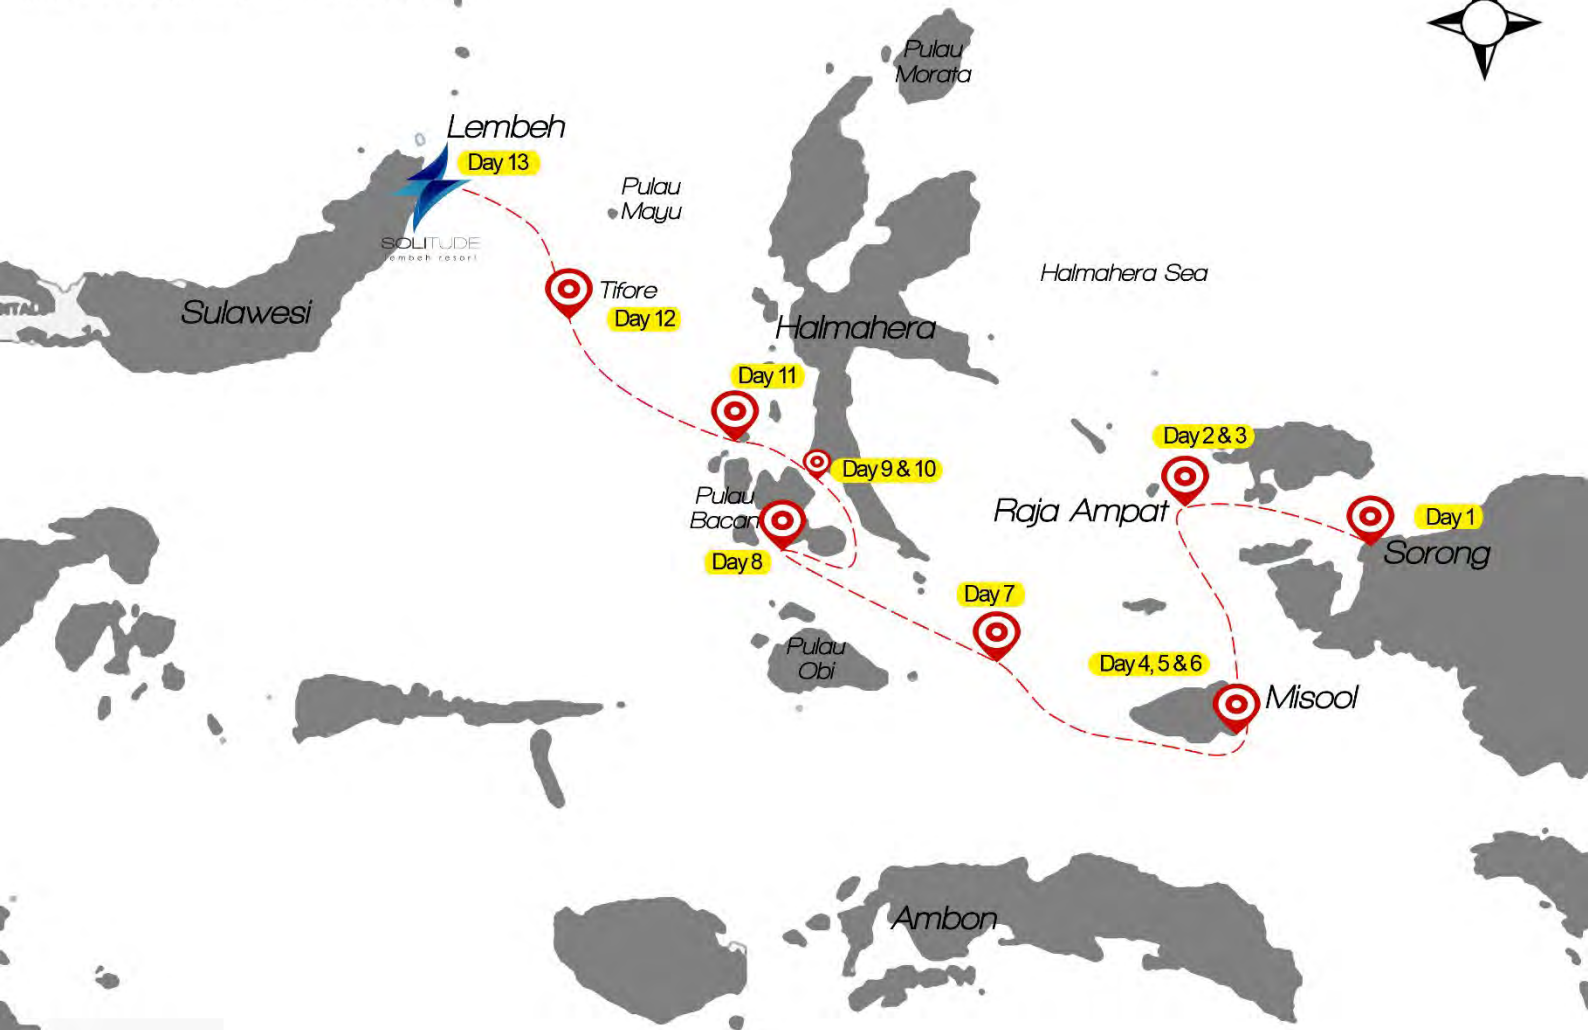 Pulau
Morata
Lembeh
Day 13
Pulau
Mayu
SOLITUDE
lembeh resort
Halmahera Sea
Tifore
Sulawesi
Day 12
Halmahera
Day 11
Day 2 & 3
Day 9 & 10
Pulau
Bacan
Raja Ampat
Day 1
Sorong
Day 8
Day 7
Pulau
Obi
Day 4, 5 & 6
Misool
Ambon